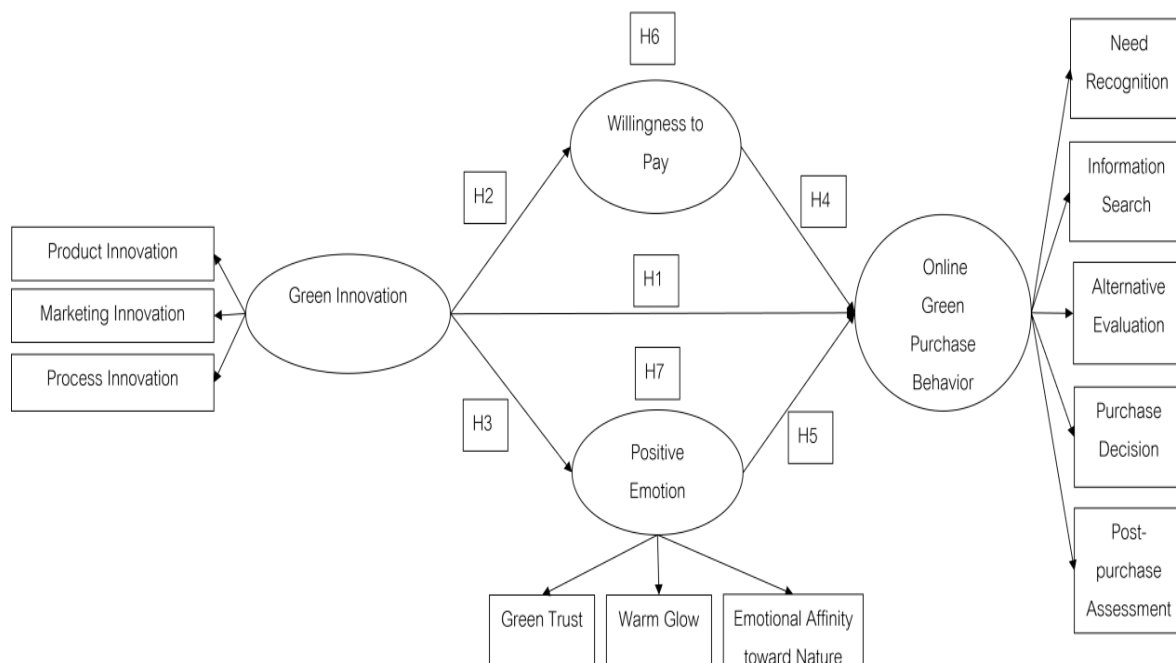 H6
Willingness to
Pay
H2
H4
Need
Recognition
Information
Search
Product Innovation
Marketing Innovation
Process Innovation
Green Innovation
H1
Online
Green
Purchase
Behavior
Alternative
Evaluation
H7
H3
H5
Positive
Emotion
Purchase
Decision
Post-
purchase
Assessment
Green Trust
Warm Glow
Emotional Affinity
toward Nature